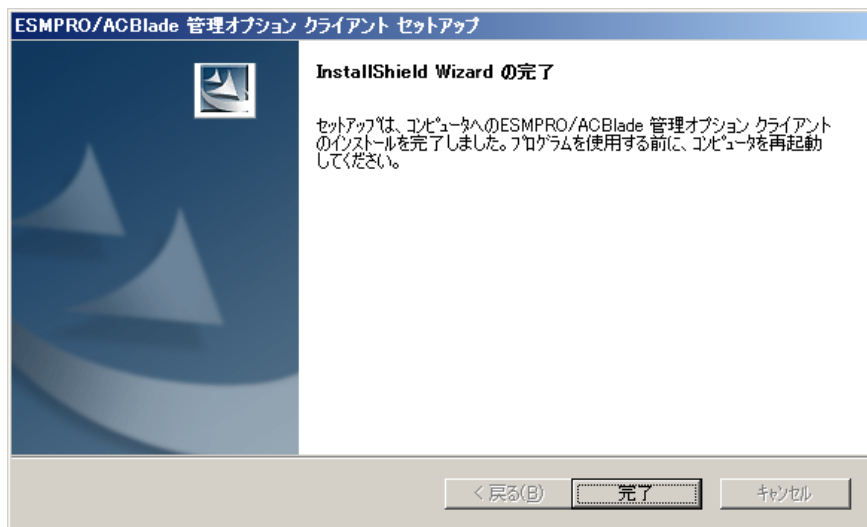 ESMPRO/ACBlade 管理オプション クライアント セットアップ
InstallShield Wizard の完了
セットアップは、コンピュータへのESMPRO/ACBlade 管理オプション クライアント
のインストールを完了しました。プログラムを使用する前に、コンピュータを再起動
してください。
< 戻る(B)
完了
キャンセル